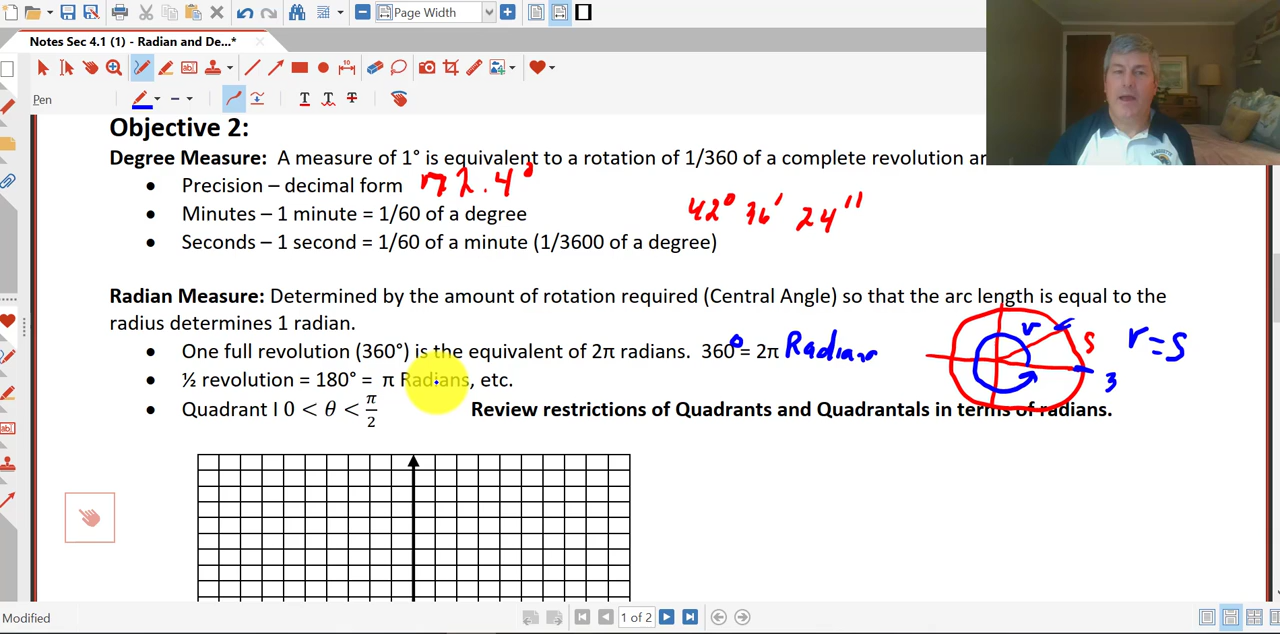 Page Width
Notes Sec 4.1 (1) - Radian and De...*
Pen
Objective 2:
Degree Measure: A measure of 1° is equivalent to a rotation of 1/360 of a complete revolution ar
• Precision – decimal form 72.4°
• Minutes – 1 minute = 1/60 of a degree
42° 36' 24''
• Seconds – 1 second = 1/60 of a minute (1/3600 of a degree)
Radian Measure: Determined by the amount of rotation required (Central Angle) so that the arc length is equal to the
radius determines 1 radian.
r S r=S
• One full revolution (360°) is the equivalent of 2π radians. 360° = 2π Radians
• ½ revolution = 180° = π Radians, etc.
3
• Quadrant I 0 < θ < π/2 Review restrictions of Quadrants and Quadrantals in terms of radians.
Modified
1 of 2